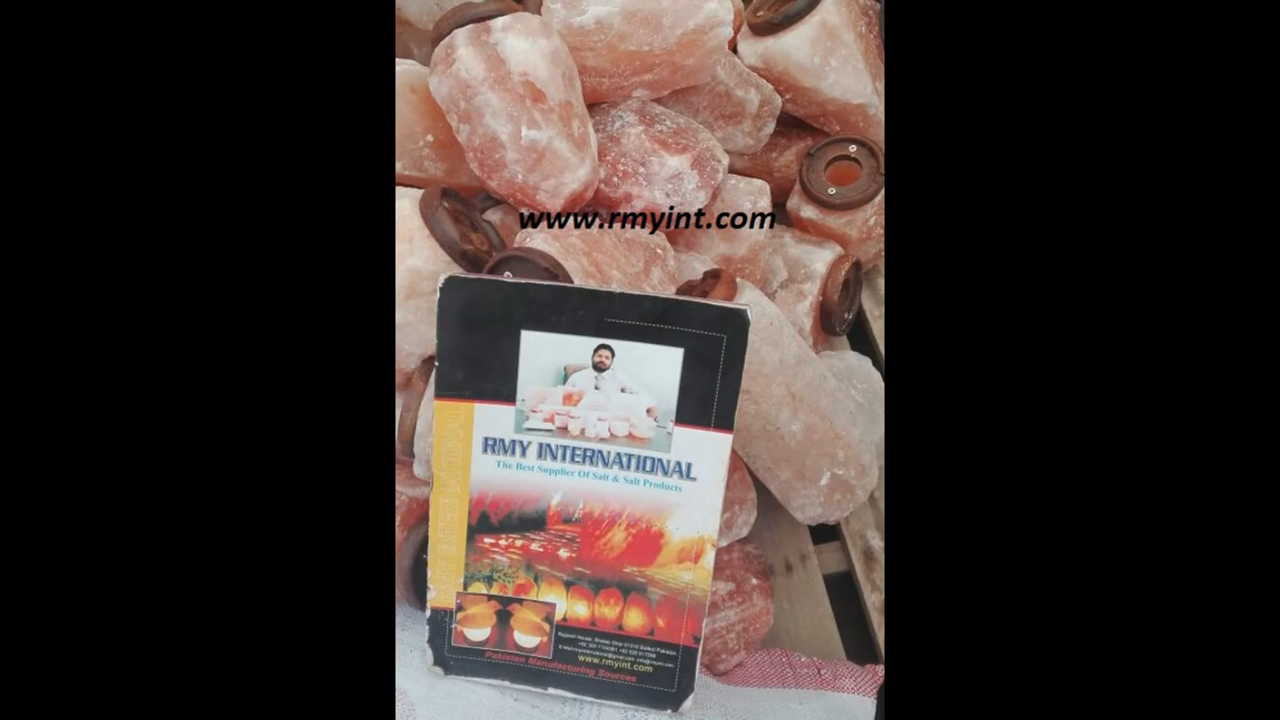 www.rmyint.com
RMY INTERNATIONAL
The Best Supplier Of Salt & Salt Products
www.rmyint.com
Pakistan Manufacturing Sources